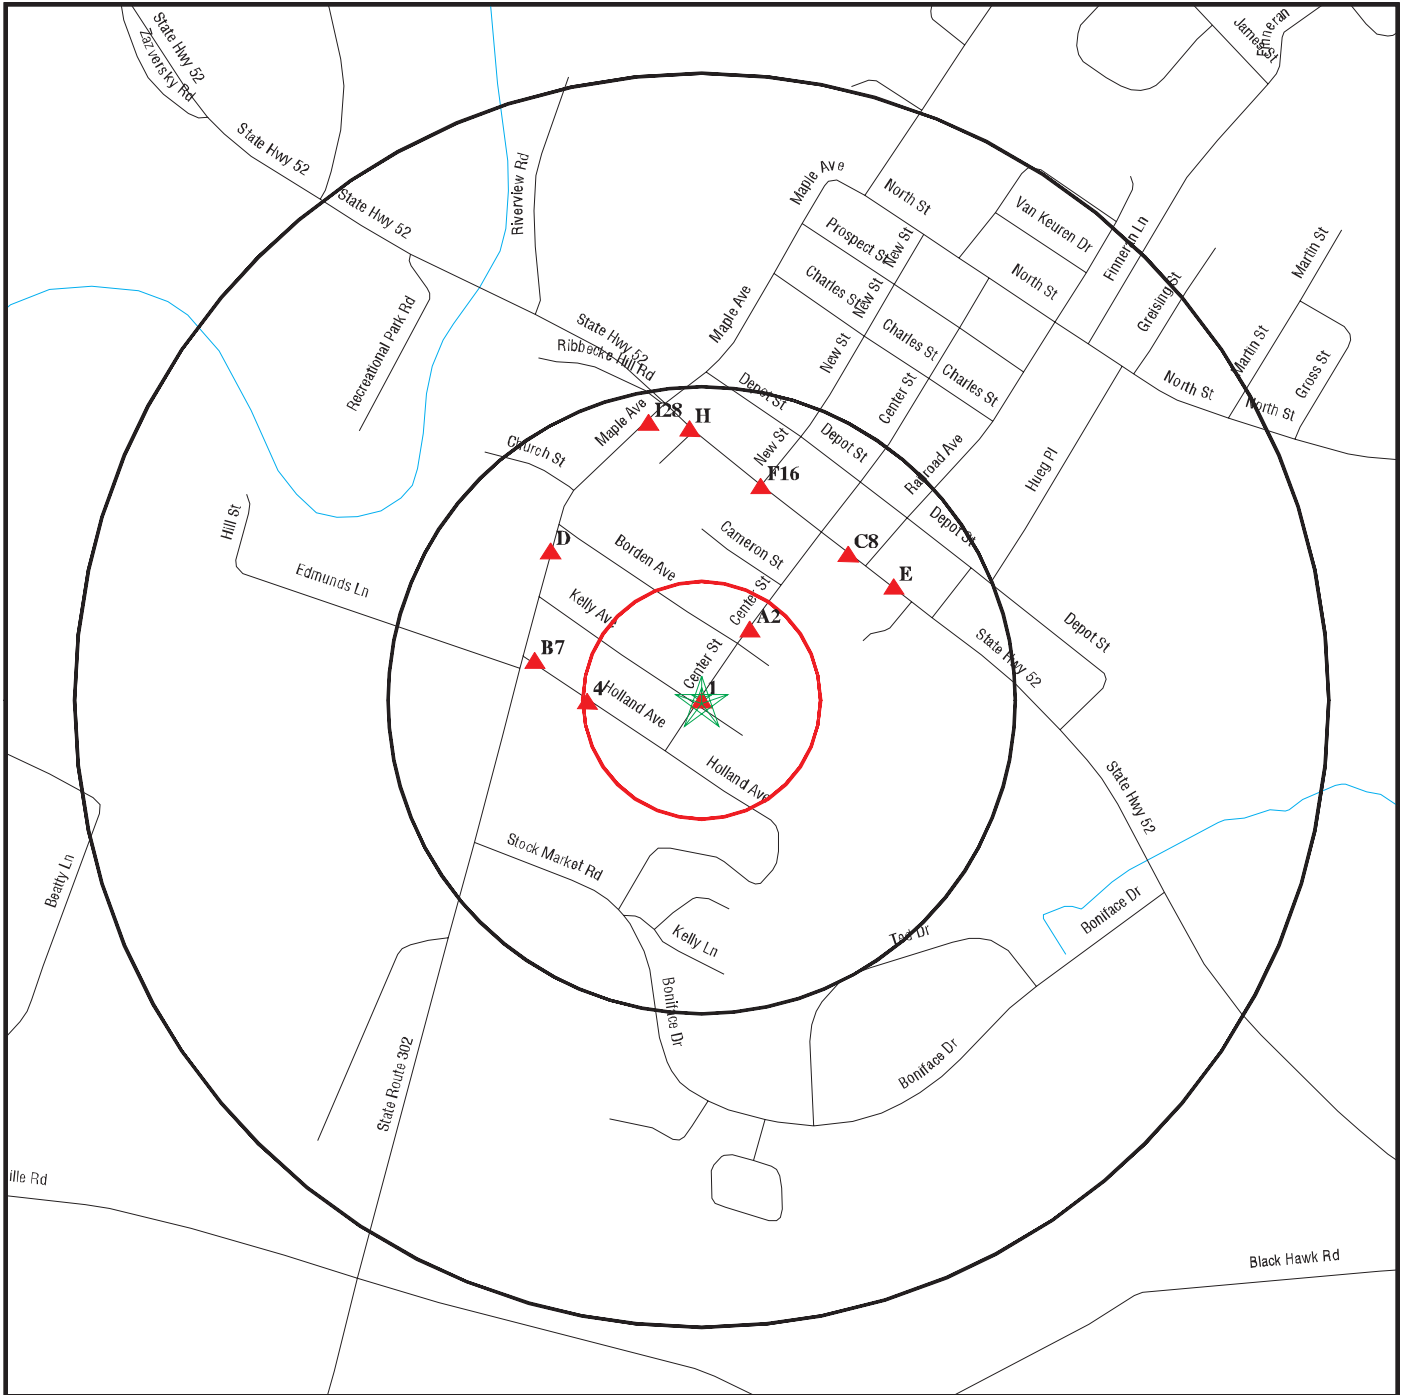 State Hwy 52
Zaversky Rd
James St
Finneran
State Hwy 52
State Hwy 52
Riverview Rd
Maple Ave
North St
Van Keuren Dr
Finneran Ln
Martin St
Prospect St
New St
Charles St
New St
North St
Greising St
Recreational Park Rd
Maple Ave
State Hwy 52
Ribbecke Hill Rd
New St
Charles St
Charles St
Martin St
Gross St
North St
North St
Depot St
Center St
Maple Ave
I28
H
Church St
New St
Depot St
Railroad Ave
Hueg Pl
F16
Hill St
Depot St
D
Borden Ave
Cameron St
C8
E
Edmunds Ln
Kelly Ave
Center St
A2
Depot St
State Hwy 52
B7
Center St
4
Holland Ave
1
Holland Ave
State Hwy 52
Stock Market Rd
Beatty Ln
Kelly Ln
Ted Dr
Boniface Dr
Boniface Dr
Boniface Dr
State Route 302
ille Rd
Black Hawk Rd